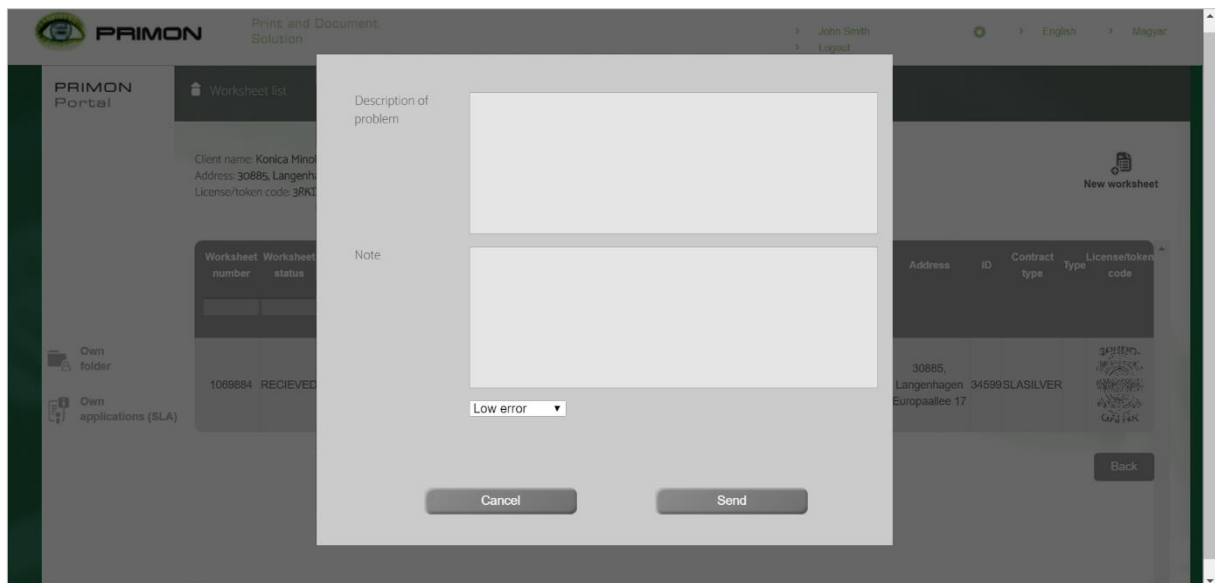 PRIMON
Print and Document
Solution
John Smith
Logout
English
Magyar
PRIMON
Portal
Worksheet list
Client name: Konica Minol
Address: 30885, Langenh
License/token code: 3RKI
New worksheet
Description of
problem
Note
Low error
Cancel
Send
Worksheet
number
Worksheet
status
Address
ID
Contract
type
Type
License/token
code
Own
folder
Own
applications (SLA)
1069884
RECIEVED
30885,
Langenhagen
Europaallee 17
34599
SLASILVER
Back